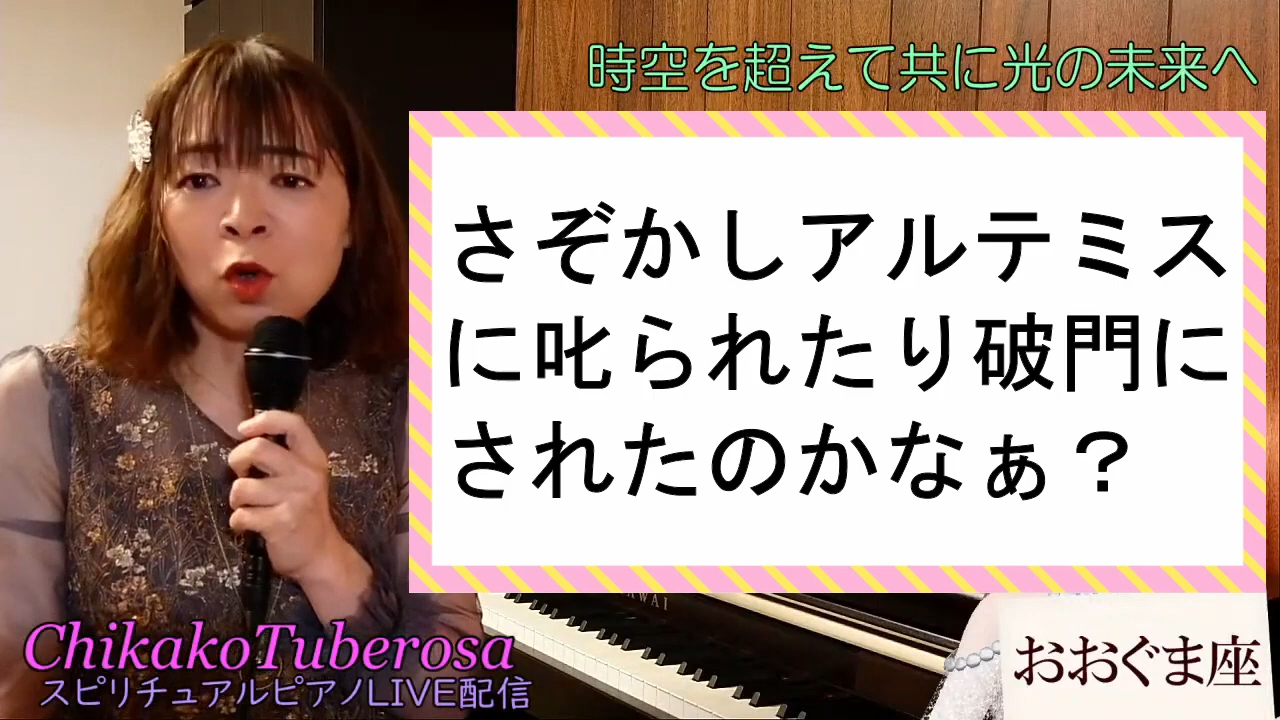 時空を超えて共に光の未来へ
さぞかしアルテミス
に叱られたり破門に
されたのかなぁ？
WAI
ChikakoTuberosa
スピリチュアルピアノLIVE配信
おおぐま座